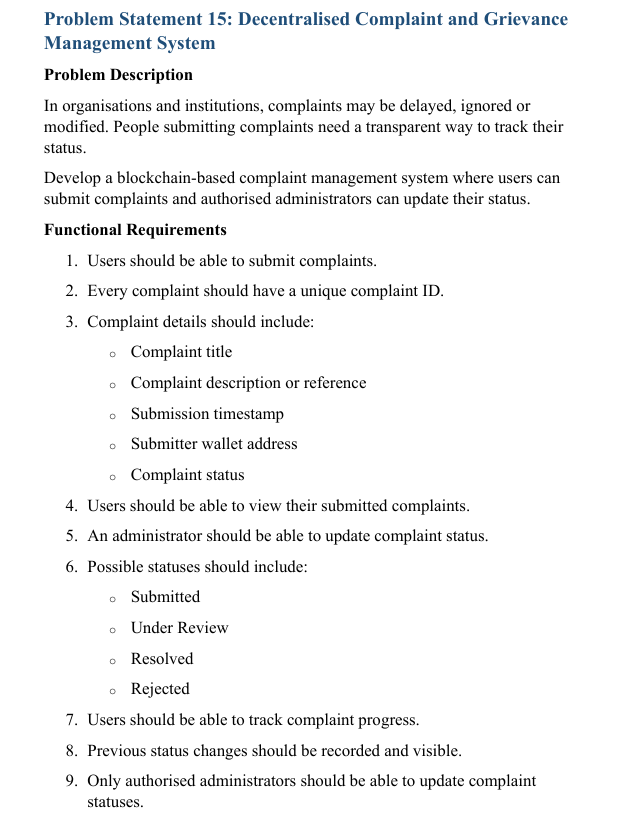 Problem Statement 15: Decentralised Complaint and Grievance
Management System
Problem Description
In organisations and institutions, complaints may be delayed, ignored or
modified. People submitting complaints need a transparent way to track their
status.
Develop a blockchain-based complaint management system where users can
submit complaints and authorised administrators can update their status.
Functional Requirements
1. Users should be able to submit complaints.
2. Every complaint should have a unique complaint ID.
3. Complaint details should include:
o Complaint title
o Complaint description or reference
o Submission timestamp
o Submitter wallet address
o Complaint status
4. Users should be able to view their submitted complaints.
5. An administrator should be able to update complaint status.
6. Possible statuses should include:
o Submitted
o Under Review
o Resolved
o Rejected
7. Users should be able to track complaint progress.
8. Previous status changes should be recorded and visible.
9. Only authorised administrators should be able to update complaint
statuses.